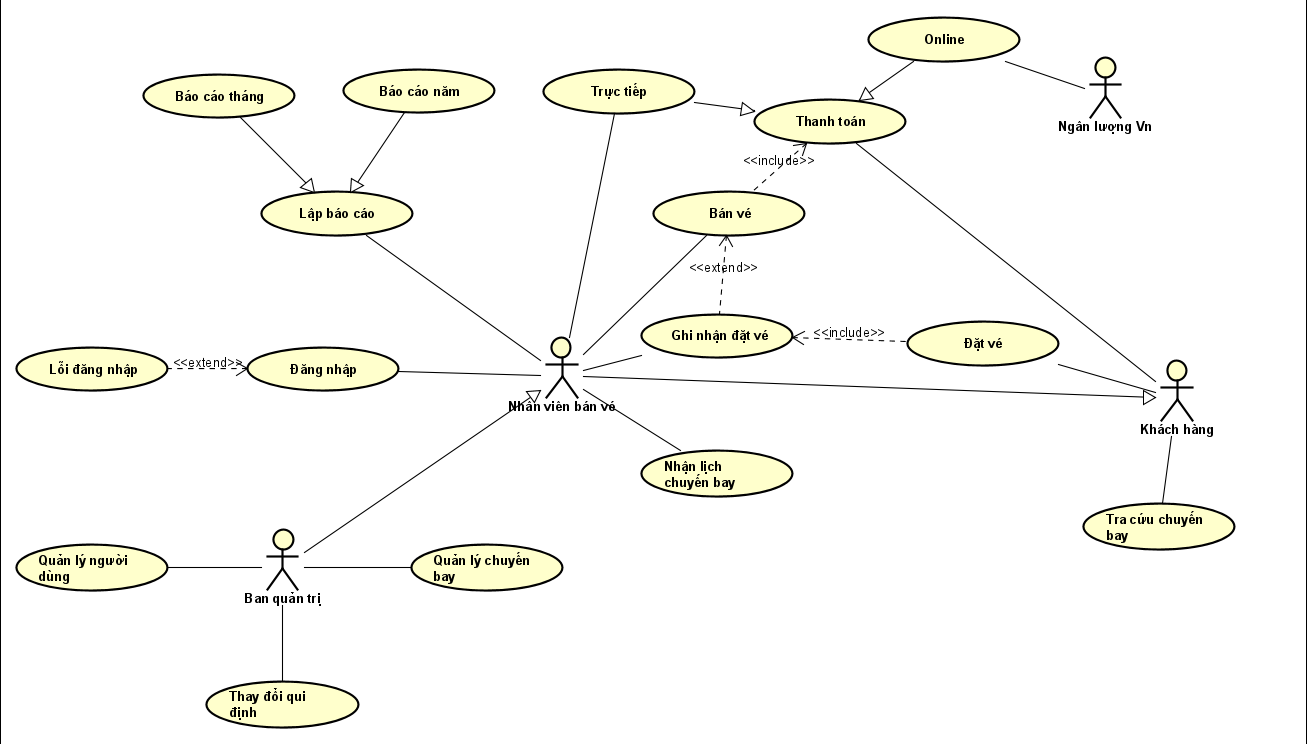 Online
Báo cáo tháng
Báo cáo năm
Trực tiếp
Thanh toán
Ngân lượng Vn
<<include>>
Lập báo cáo
Bán vé
<<extend>>
Ghi nhận đặt vé
<<include>>
Đặt vé
Lỗi đăng nhập
<<extend>>
Đăng nhập
Nhân viên bán vé
Khách hàng
Nhận lịch
chuyến bay
Tra cứu chuyến
bay
Quản lý người
dùng
Quản lý chuyến
bay
Ban quản trị
Thay đổi qui
định